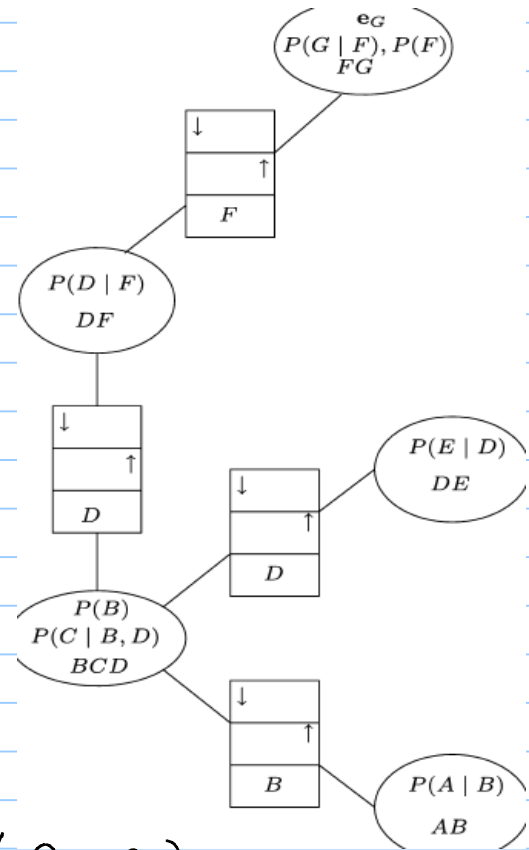 e_G
P(G | F), P(F)
FG
↓
↑
F
P(D | F)
DF
↓
↑
D
P(E | D)
DE
↓
↑
D
P(B)
P(C | B, D)
BCD
↓
↑
B
P(A | B)
AB